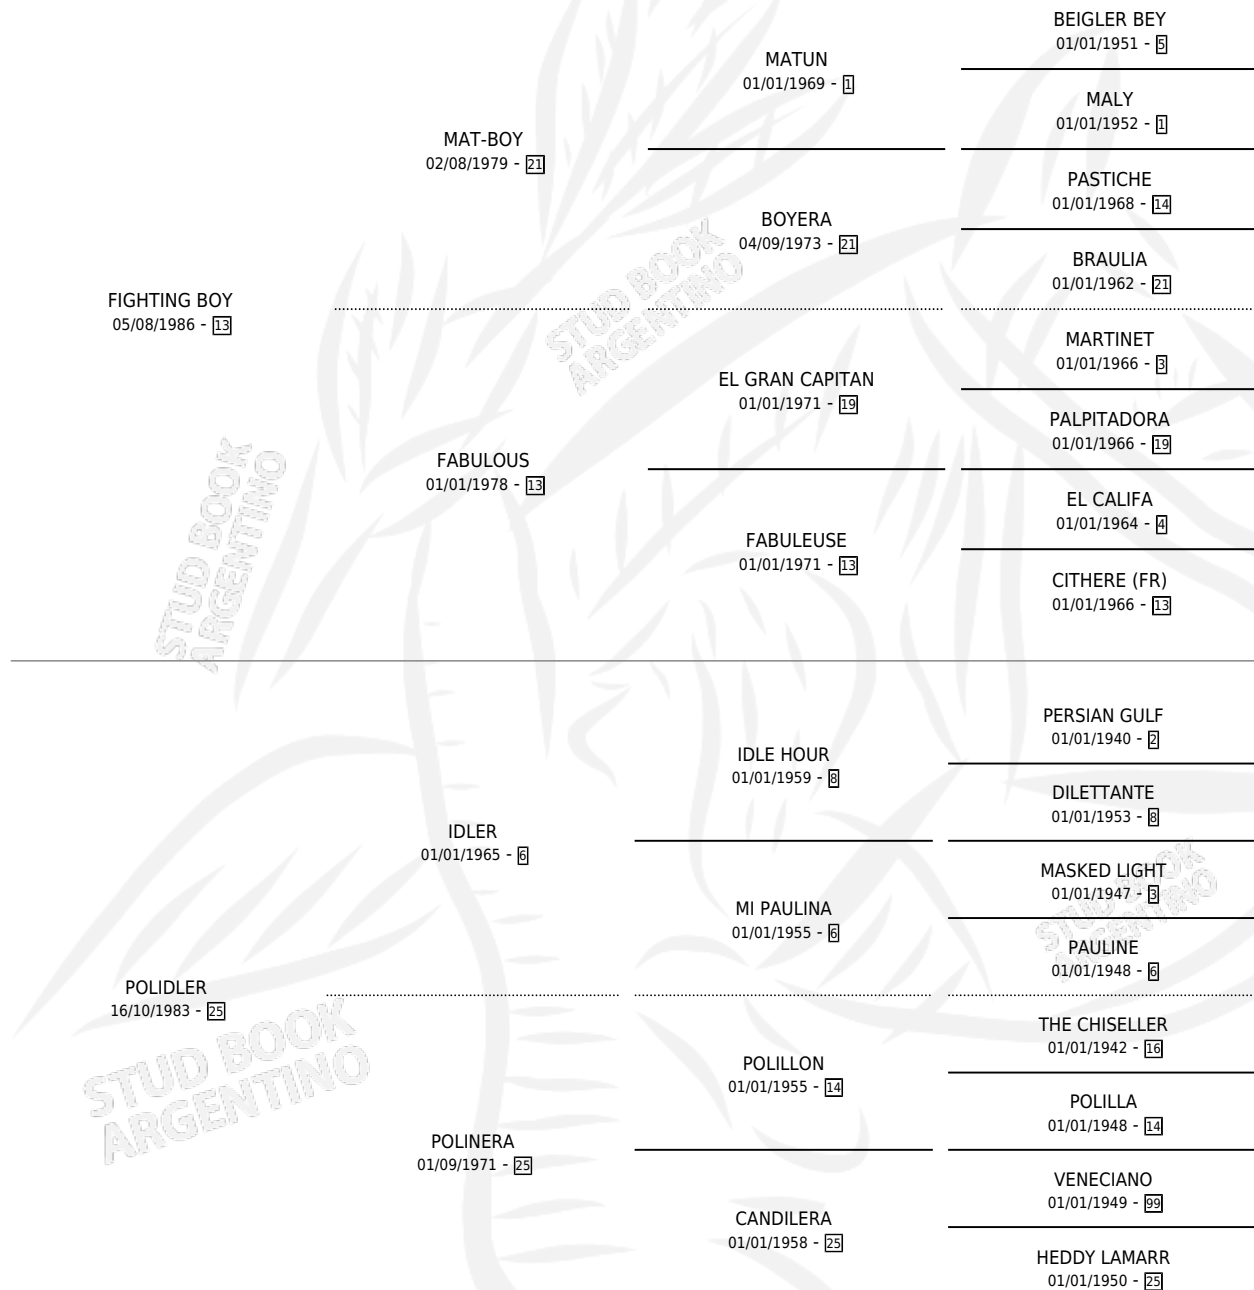 BEIGLER BEY
01/01/1951 - 5
MATUN
01/01/1969 - 1
MALY
01/01/1952 - 1
MAT-BOY
02/08/1979 - 21
PASTICHE
01/01/1968 - 14
BOYERA
04/09/1973 - 21
BRAULIA
01/01/1962 - 21
FIGHTING BOY
05/08/1986 - 13
STUD BOOK
ARGENTINO
MARTINET
01/01/1966 - 3
EL GRAN CAPITAN
01/01/1971 - 19
PALPITADORA
01/01/1966 - 19
FABULOUS
01/01/1978 - 13
EL CALIFA
01/01/1964 - 4
FABULEUSE
01/01/1971 - 13
CITHERE (FR)
01/01/1966 - 13
STUD BOOK
ARGENTINO
PERSIAN GULF
01/01/1940 - 2
IDLE HOUR
01/01/1959 - 8
DILETTANTE
01/01/1953 - 8
IDLER
01/01/1965 - 6
MASKED LIGHT
01/01/1947 - 3
MI PAULINA
01/01/1955 - 6
PAULINE
01/01/1948 - 6
STUD BOOK
ARGENTINO
POLIDLER
16/10/1983 - 25
THE CHISELLER
01/01/1942 - 16
POLILLON
01/01/1955 - 14
POLILLA
01/01/1948 - 14
STUD BOOK
ARGENTINO
POLINERA
01/09/1971 - 25
VENECIANO
01/01/1949 - 99
CANDILERA
01/01/1958 - 25
HEDDY LAMARR
01/01/1950 - 25